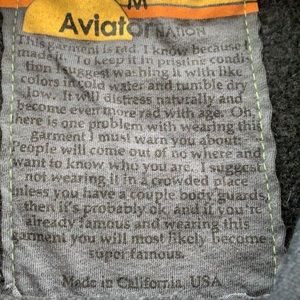 M
Aviator NATION
This garment is rad. I know because I
made it. To keep it in pristine condi-
tion I suggest washing it with like
colors in cold water and tumble dry
low. It will distress naturally and
become even more rad with age. Oh,
there is one problem with wearing this
garment I must warn you about:
People will come out of no where and
want to know who you are. I suggest
not wearing it in a crowded place
unless you have a couple body guards,
then it's probably ok, and if you're
already famous and wearing this
garment you will most likely become
super famous.
Made in California, USA